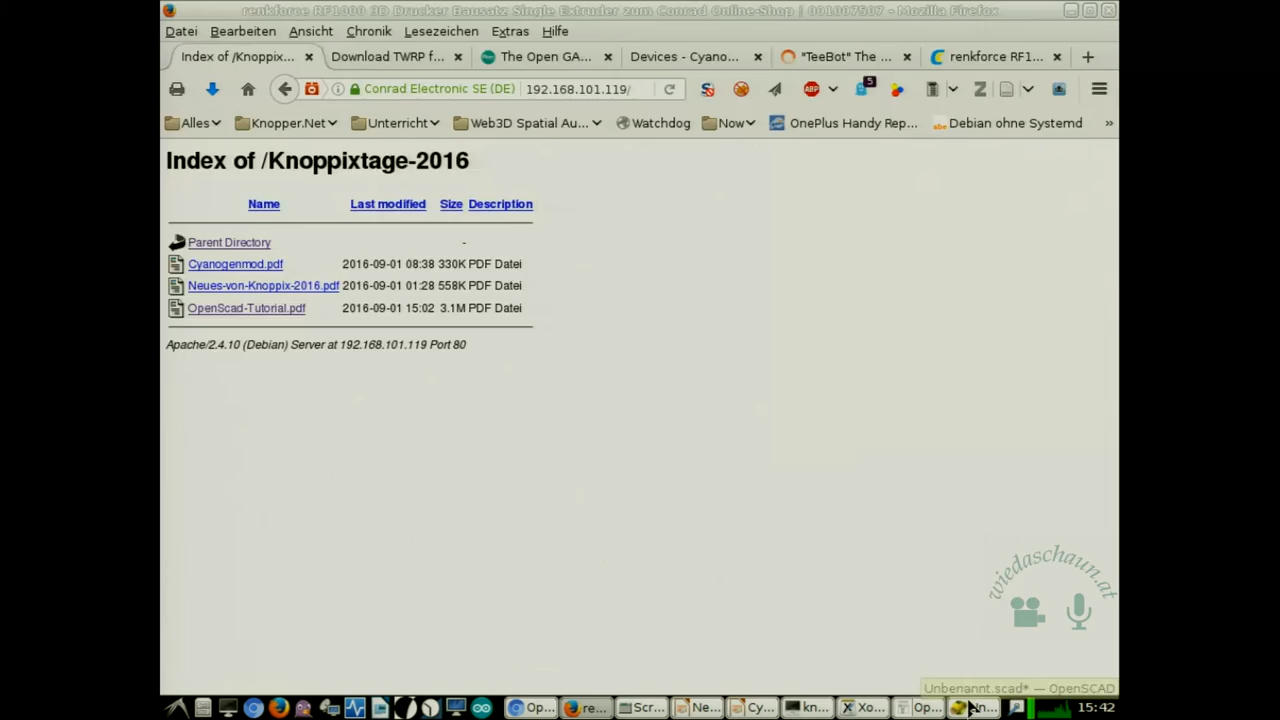 renkforce RF1000 3D Drucker Bausatz Single Extruder zum Conrad Online-Shop | 001007507 - Mozilla Firefox
Datei Bearbeiten Ansicht Chronik Lesezeichen Extras Hilfe
Index of /Knoppix... Download TWRP f... The Open GA... Devices - Cyano... "TeeBot" The ... renkforce RF1...
Conrad Electronic SE (DE) 192.168.101.119/ ABP 5
Alles Knopper.Net Unterricht Web3D Spatial Au... Watchdog Now OnePlus Handy Rep... abe Debian ohne Systemd »
Index of /Knoppixtage-2016
Name Last modified Size Description
Parent Directory -
Cyanogenmod.pdf 2016-09-01 08:38 330K PDF Datei
Neues-von-Knoppix-2016.pdf 2016-09-01 01:28 558K PDF Datei
OpenScad-Tutorial.pdf 2016-09-01 15:02 3.1M PDF Datei
Apache/2.4.10 (Debian) Server at 192.168.101.119 Port 80
wiedaschaun.at
Unbenannt.scad* — OpenSCAD
Op... re... Scr... Ne... Cy... kn... Xo... Op... 15:42